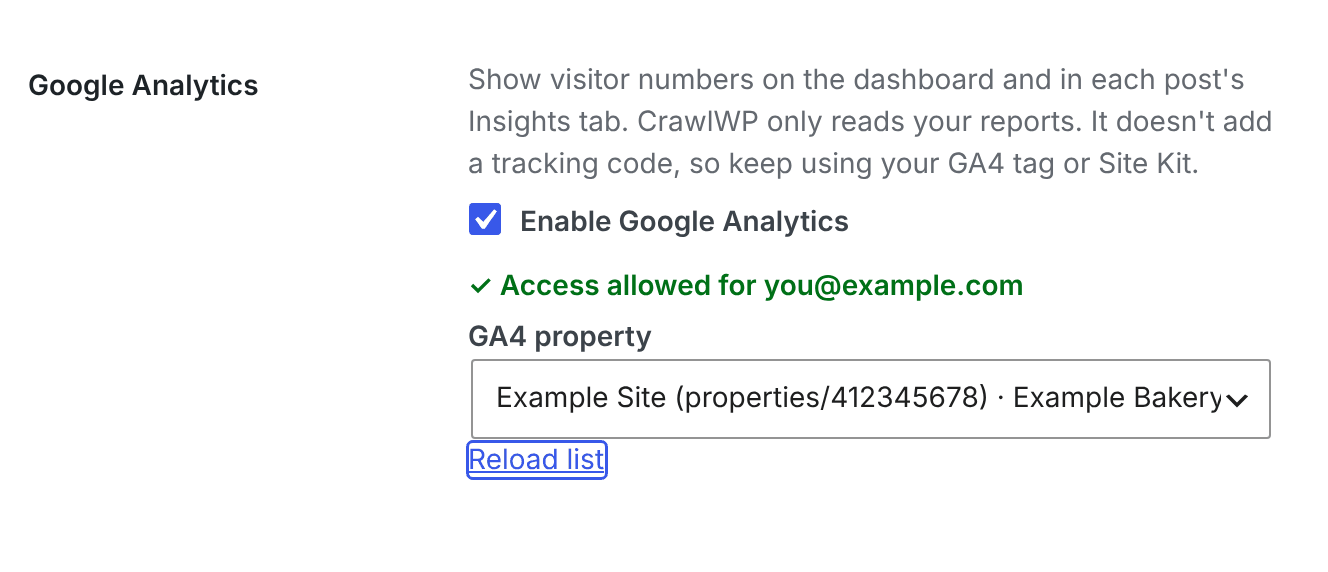 Google Analytics
Show visitor numbers on the dashboard and in each post's
Insights tab. CrawlWP only reads your reports. It doesn't add
a tracking code, so keep using your GA4 tag or Site Kit.
Enable Google Analytics
✓ Access allowed for you@example.com
GA4 property
Example Site (properties/412345678) · Example Bakery
Reload list